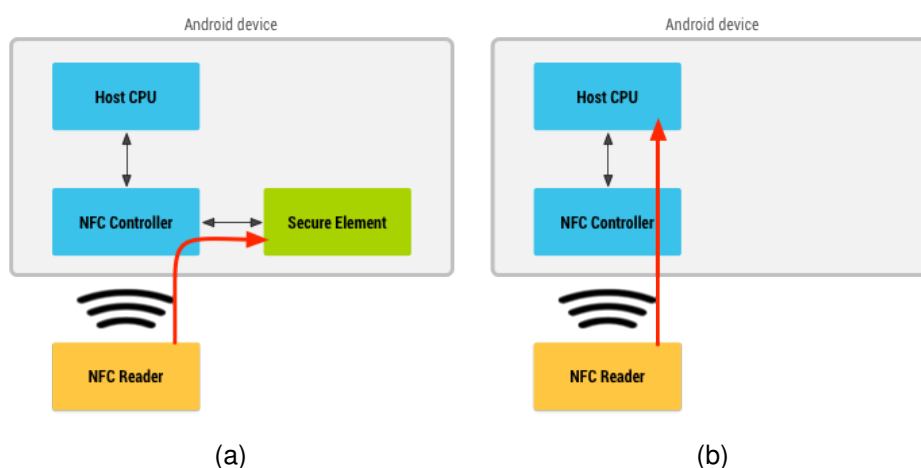 Android device
Host CPU
NFC Controller
Secure Element
NFC Reader
(a)
Android device
Host CPU
NFC Controller
NFC Reader
(b)